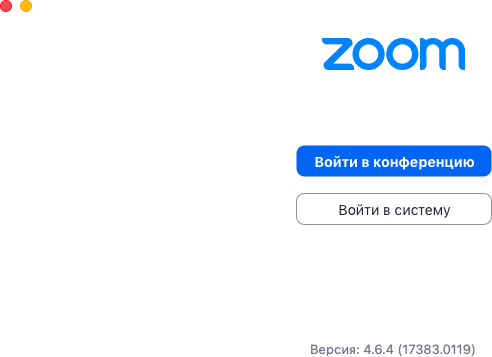 zoom
Войти в конференцию
Войти в систему
Версия: 4.6.4 (17383.0119)